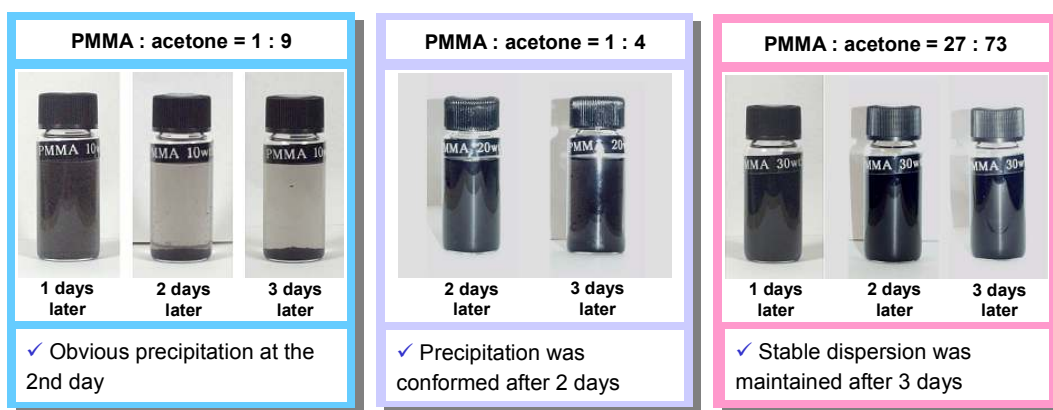 PMMA : acetone = 1 : 9
PMMA 10w
MMA 10w
PMMA 10
1 days
later
2 days
later
3 days
later
✓ Obvious precipitation at the
2nd day
PMMA : acetone = 1 : 4
MMA 20w
PMMA 20
2 days
later
3 days
later
✓ Precipitation was
conformed after 2 days
PMMA : acetone = 27 : 73
MMA 30w
MMA 30w
MMA 30w
1 days
later
2 days
later
3 days
later
✓ Stable dispersion was
maintained after 3 days